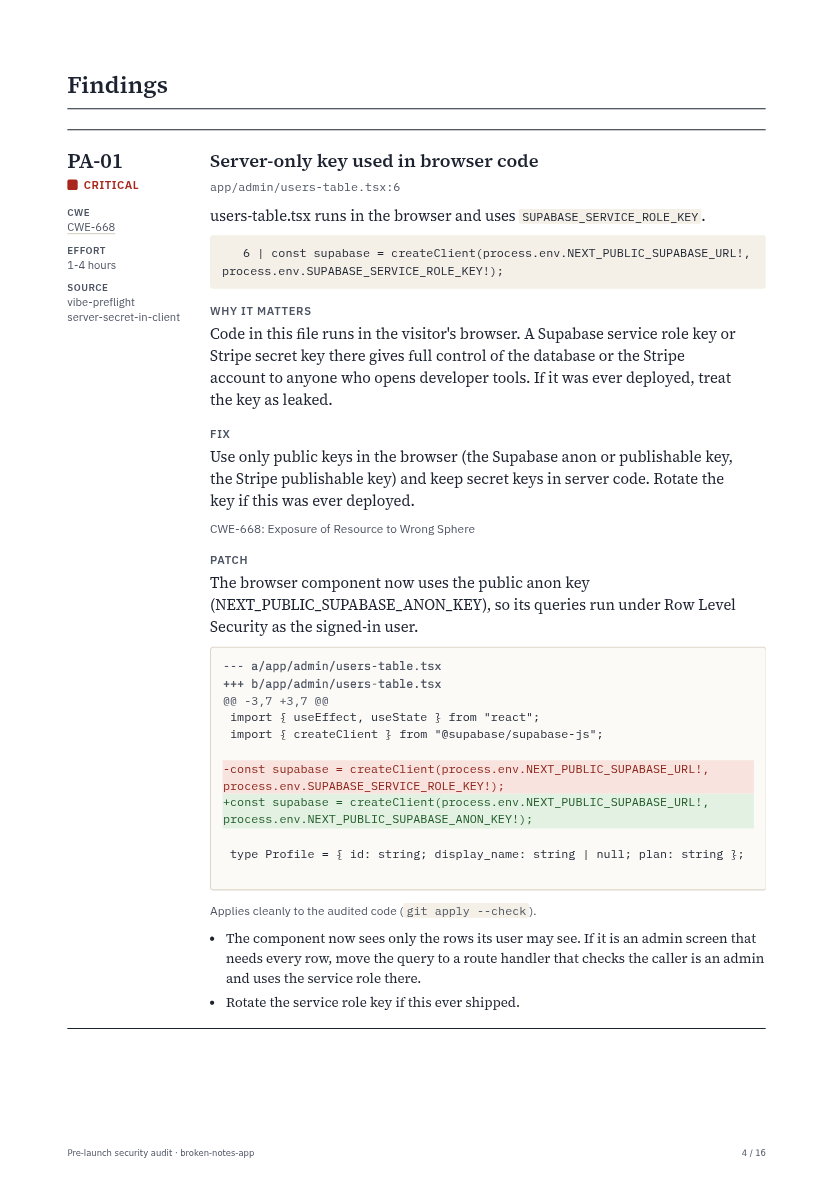 Findings
PA-01
CRITICAL
CWE
CWE-668
EFFORT
1-4 hours
SOURCE
vibe-preflight
server-secret-in-client
Server-only key used in browser code
app/admin/users-table.tsx:6
users-table.tsx runs in the browser and uses SUPABASE_SERVICE_ROLE_KEY.
6 | const supabase = createClient(process.env.NEXT_PUBLIC_SUPABASE_URL!,
process.env.SUPABASE_SERVICE_ROLE_KEY!);
WHY IT MATTERS
Code in this file runs in the visitor's browser. A Supabase service role key or
Stripe secret key there gives full control of the database or the Stripe
account to anyone who opens developer tools. If it was ever deployed, treat
the key as leaked.
FIX
Use only public keys in the browser (the Supabase anon or publishable key,
the Stripe publishable key) and keep secret keys in server code. Rotate the
key if this was ever deployed.
CWE-668: Exposure of Resource to Wrong Sphere
PATCH
The browser component now uses the public anon key
(NEXT_PUBLIC_SUPABASE_ANON_KEY), so its queries run under Row Level
Security as the signed-in user.
--- a/app/admin/users-table.tsx
+++ b/app/admin/users-table.tsx
@@ -3,7 +3,7 @@
 import { useEffect, useState } from "react";
 import { createClient } from "@supabase/supabase-js";
-const supabase = createClient(process.env.NEXT_PUBLIC_SUPABASE_URL!,
process.env.SUPABASE_SERVICE_ROLE_KEY!);
+const supabase = createClient(process.env.NEXT_PUBLIC_SUPABASE_URL!,
process.env.NEXT_PUBLIC_SUPABASE_ANON_KEY!);
 type Profile = { id: string; display_name: string | null; plan: string };
Applies cleanly to the audited code (git apply --check).
• The component now sees only the rows its user may see. If it is an admin screen that
needs every row, move the query to a route handler that checks the caller is an admin
and uses the service role there.
• Rotate the service role key if this ever shipped.
Pre-launch security audit · broken-notes-app
4 / 16